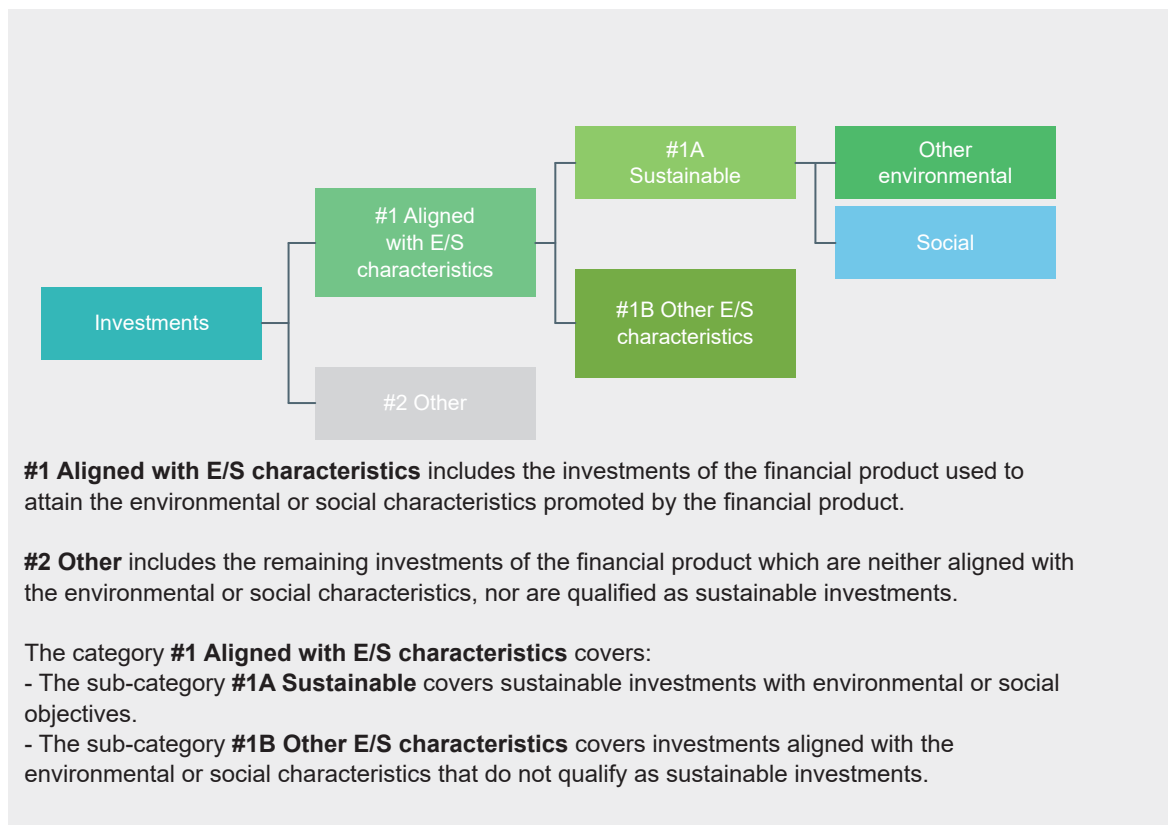 #1A
Sustainable
Other
environmental
#1 Aligned
with E/S
characteristics
Social
Investments
#1B Other E/S
characteristics
#2 Other
#1 Aligned with E/S characteristics includes the investments of the financial product used to
attain the environmental or social characteristics promoted by the financial product.
#2 Other includes the remaining investments of the financial product which are neither aligned with
the environmental or social characteristics, nor are qualified as sustainable investments.
The category #1 Aligned with E/S characteristics covers:
- The sub-category #1A Sustainable covers sustainable investments with environmental or social
objectives.
- The sub-category #1B Other E/S characteristics covers investments aligned with the
environmental or social characteristics that do not qualify as sustainable investments.